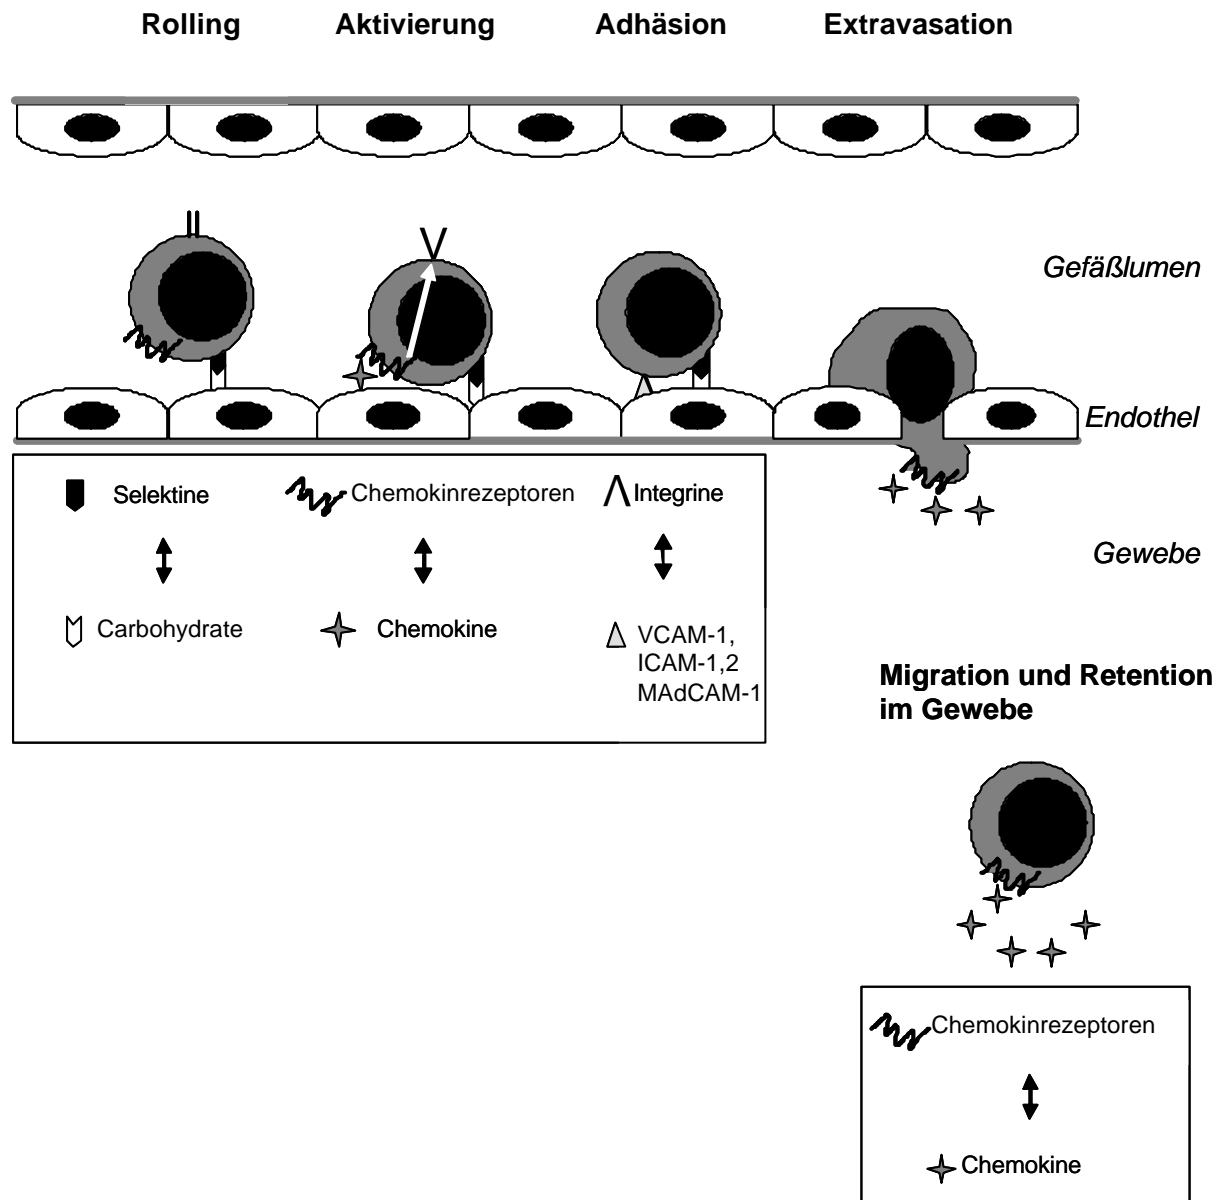 Rolling Aktivierung Adhäsion Extravasation
Gefäßlumen
Endothel
Selektine Chemokinrezeptoren Integrine
Gewebe
Carbohydrate Chemokine VCAM-1,
ICAM-1,2
MAdCAM-1
Migration und Retention
im Gewebe
Chemokinrezeptoren
Chemokine